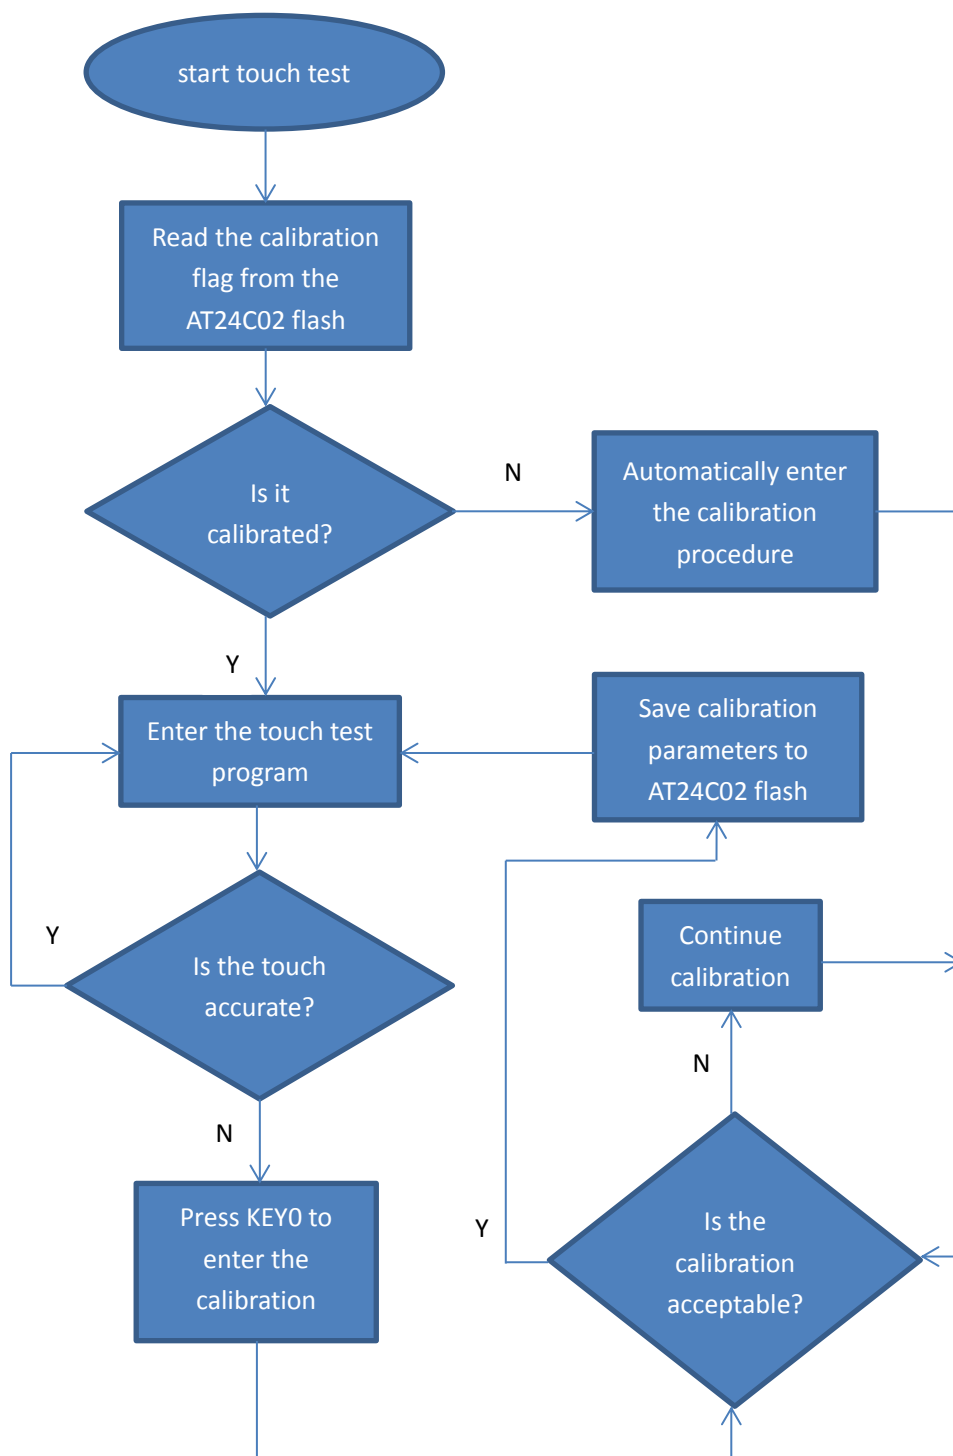 start touch test
Read the calibration
flag from the
AT24C02 flash
Is it
calibrated?
N
Automatically enter
the calibration
procedure
Y
Enter the touch test
program
Save calibration
parameters to
AT24C02 flash
Y
Is the touch
accurate?
Continue
calibration
N
N
Press KEY0 to
enter the
calibration
Y
Is the
calibration
acceptable?